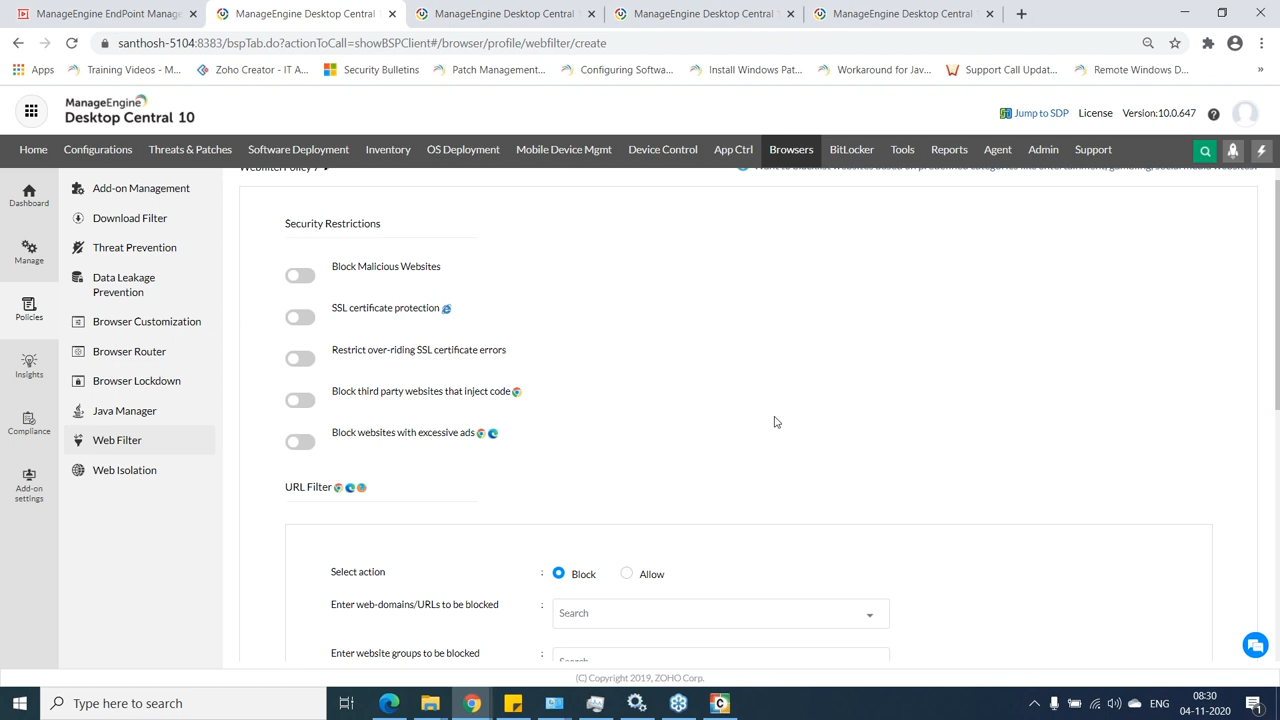 ManageEngine EndPoint Manage
ManageEngine Desktop Central 1
ManageEngine Desktop Central 1
ManageEngine Desktop Central 1
ManageEngine Desktop Central 1
santhosh-5104:8383/bspTab.do?actionToCall=showBSPClient#/browser/profile/webfilter/create
Apps
Training Videos - M...
Zoho Creator - IT A...
Security Bulletins
Patch Management...
Configuring Softwa...
Install Windows Pat...
Workaround for Jav...
Support Call Updat...
Remote Windows D...
»
ManageEngine
Desktop Central 10
Jump to SDP
License
Version:10.0.647
Home
Configurations
Threats & Patches
Software Deployment
Inventory
OS Deployment
Mobile Device Mgmt
Device Control
App Ctrl
Browsers
BitLocker
Tools
Reports
Agent
Admin
Support
Dashboard
Manage
Policies
Insights
Compliance
Add-on
settings
Add-on Management
Download Filter
Threat Prevention
Data Leakage
Prevention
Browser Customization
Browser Router
Browser Lockdown
Java Manager
Web Filter
Web Isolation
Security Restrictions
Block Malicious Websites
SSL certificate protection
Restrict over-riding SSL certificate errors
Block third party websites that inject code
Block websites with excessive ads
URL Filter
Select action : Block Allow
Enter web-domains/URLs to be blocked : Search
Enter website groups to be blocked : Search
(C) Copyright 2019, ZOHO Corp.
Type here to search
ENG
08:30
04-11-2020